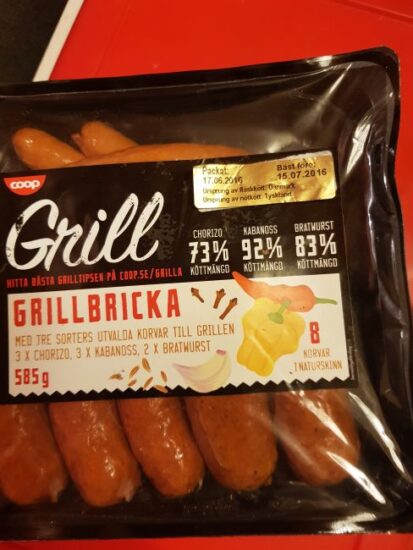 coop
Grill
HITTA BÄSTA GRILLTIPSEN PÅ COOP.SE/GRILLA
Packat: Bäst före:
17.06.2016 15.07.2016
Ursprung av fläskkött: Danmark
Ursprung av nötkött: Tyskland
CHORIZO KABANOSS BRATWURST
73% 92% 83%
KÖTTMÄNGD KÖTTMÄNGD KÖTTMÄNGD
GRILLBRICKA
MED TRE SORTERS UTVALDA KORVAR TILL GRILLEN
3 X CHORIZO, 3 X KABANOSS, 2 X BRATWURST
585g
8
KORVAR
I NATURSKINN